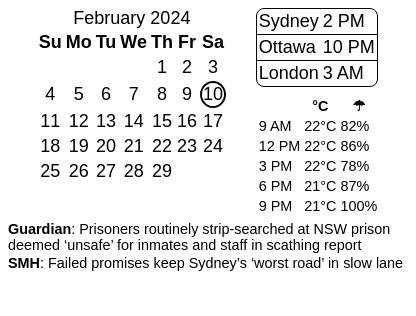 February 2024
Su Mo Tu We Th Fr Sa
1 2 3
4 5 6 7 8 9 10
11 12 13 14 15 16 17
18 19 20 21 22 23 24
25 26 27 28 29
Sydney 2 PM
Ottawa 10 PM
London 3 AM
°C ☂
9 AM 22°C 82%
12 PM 22°C 86%
3 PM 22°C 78%
6 PM 21°C 87%
9 PM 21°C 100%
Guardian: Prisoners routinely strip-searched at NSW prison
deemed ‘unsafe’ for inmates and staff in scathing report
SMH: Failed promises keep Sydney’s ‘worst road’ in slow lane